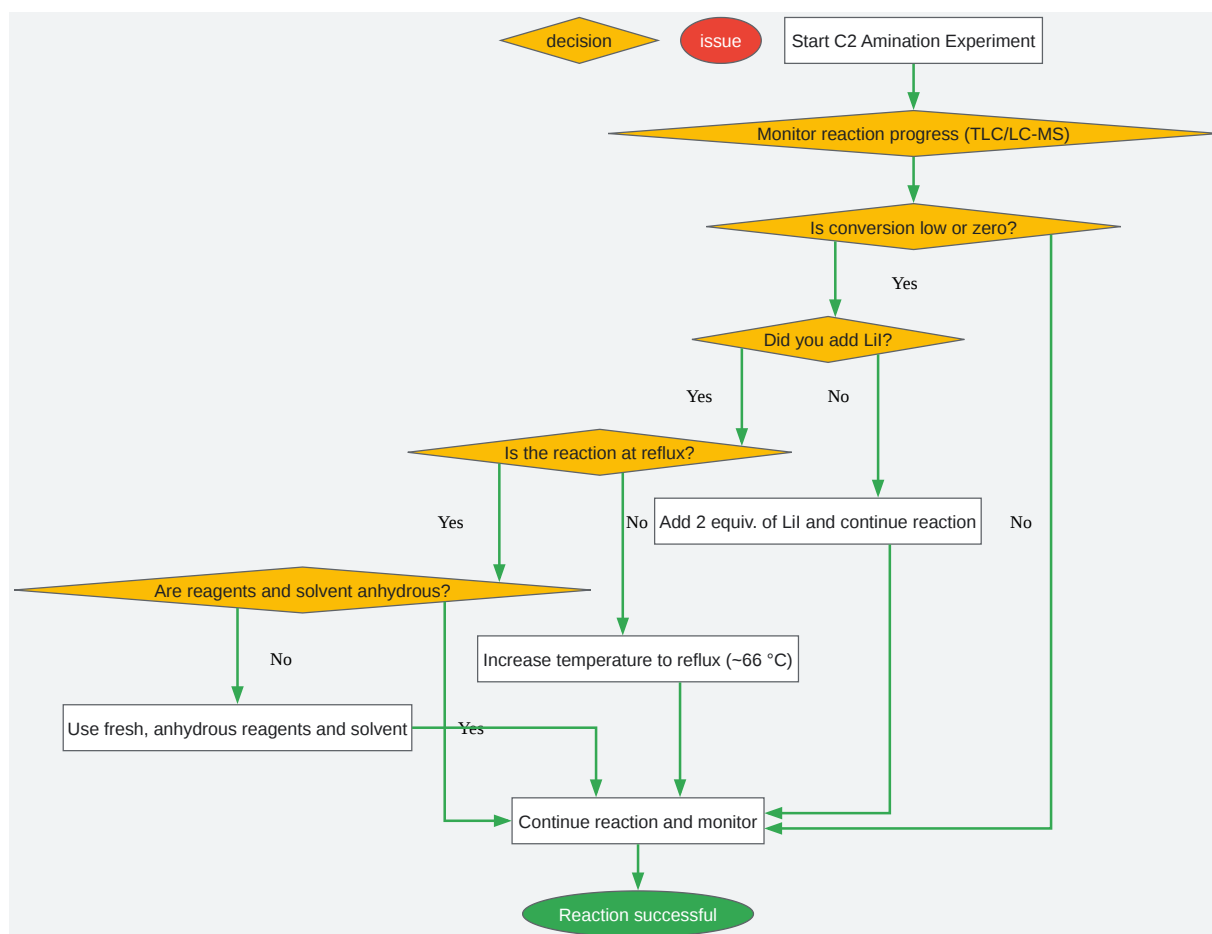 decision
issue
Start C2 Amination Experiment
Monitor reaction progress (TLC/LC-MS)
Is conversion low or zero?
Yes
Did you add LiI?
Yes
No
Is the reaction at reflux?
Yes
No
Add 2 equiv. of LiI and continue reaction
No
Are reagents and solvent anhydrous?
No
Increase temperature to reflux (~66 °C)
Use fresh, anhydrous reagents and solvent
Yes
Continue reaction and monitor
Reaction successful